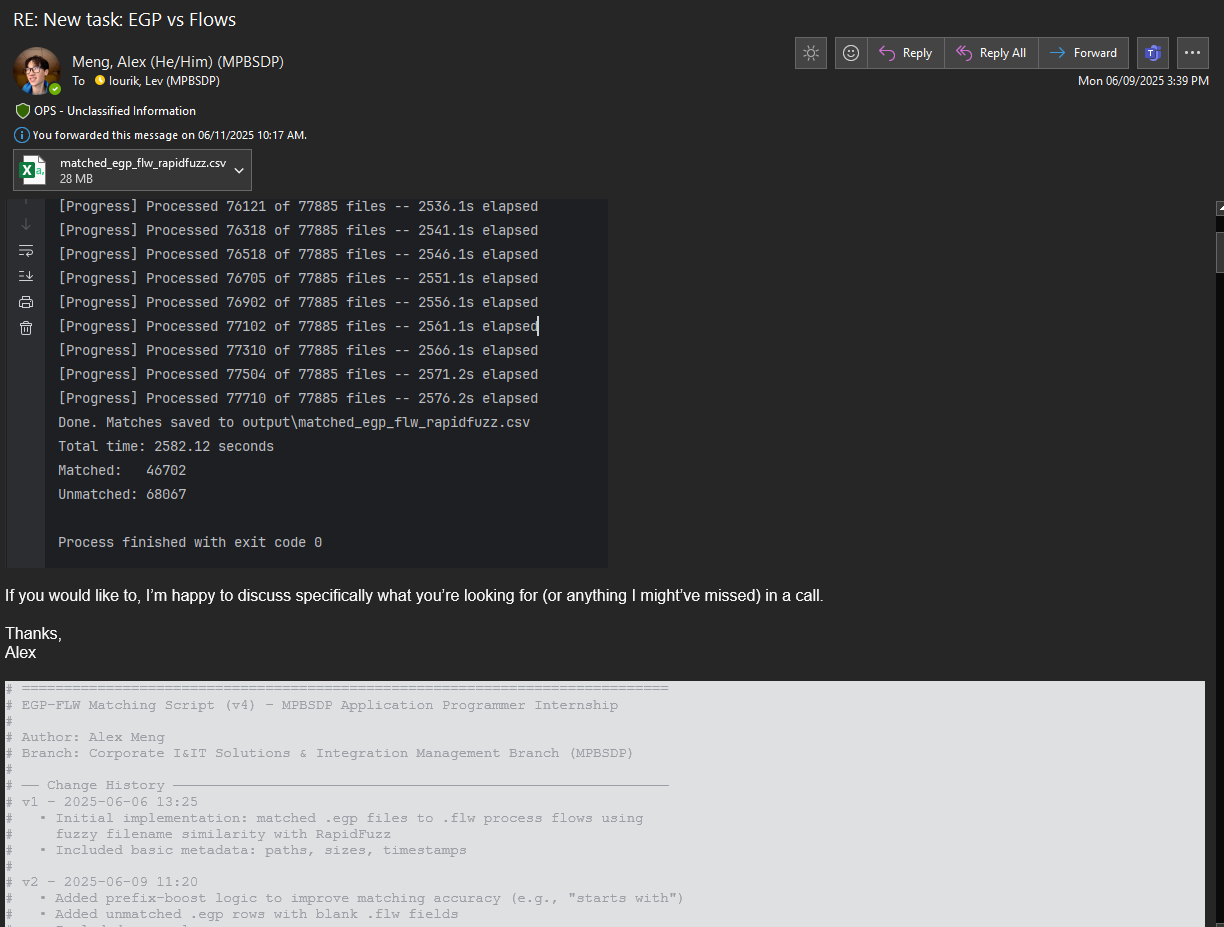 RE: New task: EGP vs Flows
Meng, Alex (He/Him) (MPBSDP)
To Iourik, Lev (MPBSDP)
Reply
Reply All
Forward
Mon 06/09/2025 3:39 PM
OPS - Unclassified Information
You forwarded this message on 06/11/2025 10:17 AM.
matched_egp_flw_rapidfuzz.csv
28 MB
[Progress] Processed 76121 of 77885 files -- 2536.1s elapsed
[Progress] Processed 76318 of 77885 files -- 2541.1s elapsed
[Progress] Processed 76518 of 77885 files -- 2546.1s elapsed
[Progress] Processed 76705 of 77885 files -- 2551.1s elapsed
[Progress] Processed 76902 of 77885 files -- 2556.1s elapsed
[Progress] Processed 77102 of 77885 files -- 2561.1s elapsed
[Progress] Processed 77310 of 77885 files -- 2566.1s elapsed
[Progress] Processed 77504 of 77885 files -- 2571.2s elapsed
[Progress] Processed 77710 of 77885 files -- 2576.2s elapsed
Done. Matches saved to output\matched_egp_flw_rapidfuzz.csv
Total time: 2582.12 seconds
Matched:   46702
Unmatched: 68067
Process finished with exit code 0
If you would like to, I'm happy to discuss specifically what you're looking for (or anything I might've missed) in a call.
Thanks,
Alex
# =============================================================================
# EGP-FLW Matching Script (v4) – MPBSDP Application Programmer Internship
#
# Author: Alex Meng
# Branch: Corporate I&IT Solutions & Integration Management Branch (MPBSDP)
#
# ── Change History ───────────────────────────────────────────────────────────
# v1 – 2025-06-06 13:25
#   • Initial implementation: matched .egp files to .flw process flows using
#     fuzzy filename similarity with RapidFuzz
#   • Included basic metadata: paths, sizes, timestamps
#
# v2 – 2025-06-09 11:20
#   • Added prefix-boost logic to improve matching accuracy (e.g., "starts with")
#   • Added unmatched .egp rows with blank .flw fields